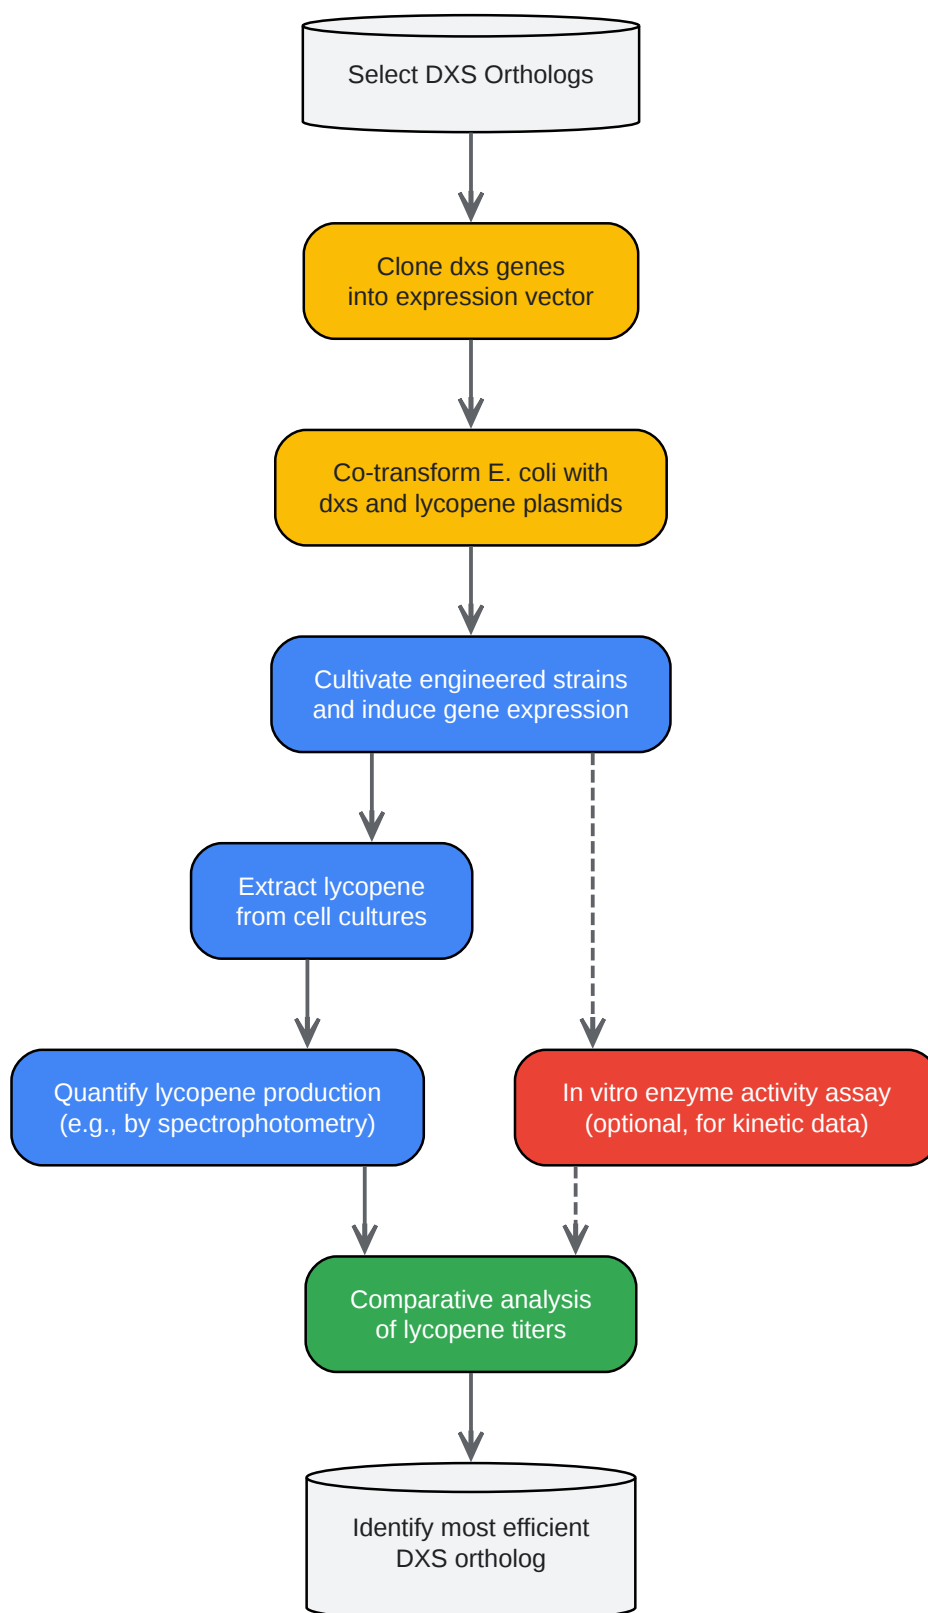 Select DXS Orthologs
Clone dxs genes
into expression vector
Co-transform E. coli with
dxs and lycopene plasmids
Cultivate engineered strains
and induce gene expression
Extract lycopene
from cell cultures
Quantify lycopene production
(e.g., by spectrophotometry)
In vitro enzyme activity assay
(optional, for kinetic data)
Comparative analysis
of lycopene titers
Identify most efficient
DXS ortholog